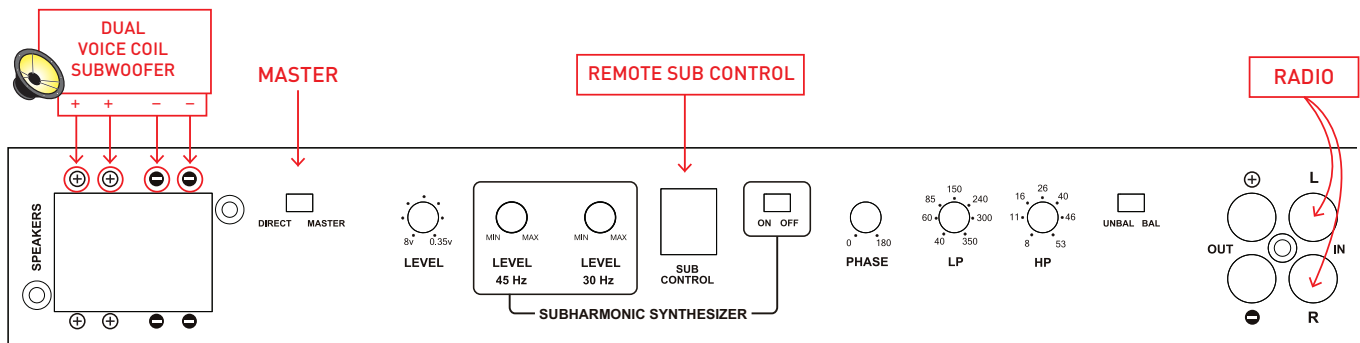 DUAL
VOICE COIL
SUBWOOFER
+ + − −
MASTER
REMOTE SUB CONTROL
RADIO
SPEAKERS
DIRECT MASTER
8v 0.35v
LEVEL
MIN MAX
LEVEL
45 Hz
MIN MAX
LEVEL
30 Hz
SUB
CONTROL
ON OFF
SUBHARMONIC SYNTHESIZER
0 180
PHASE
150
85 240
60 300
40 350
LP
26
16 40
11 46
8 53
HP
UNBAL BAL
L
OUT IN
R